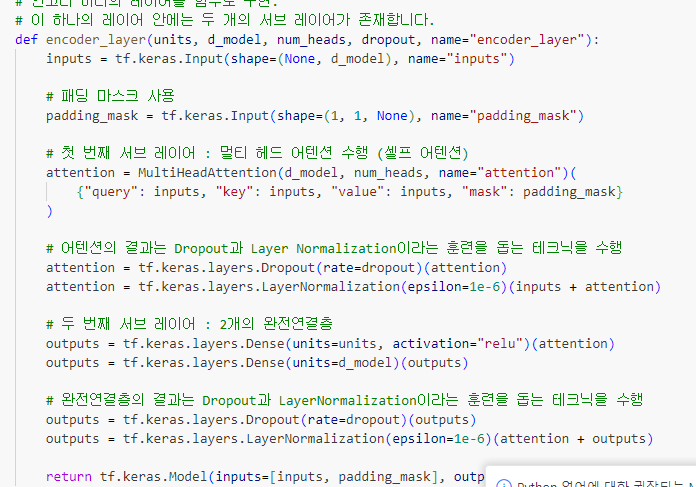 # 이 하나의 레이어 안에는 두 개의 서브 레이어가 존재합니다.
def encoder_layer(units, d_model, num_heads, dropout, name="encoder_layer"):
    inputs = tf.keras.Input(shape=(None, d_model), name="inputs")
    # 패딩 마스크 사용
    padding_mask = tf.keras.Input(shape=(1, 1, None), name="padding_mask")
    # 첫 번째 서브 레이어 : 멀티 헤드 어텐션 수행 (셀프 어텐션)
    attention = MultiHeadAttention(d_model, num_heads, name="attention")(
        {"query": inputs, "key": inputs, "value": inputs, "mask": padding_mask}
    )
    # 어텐션의 결과는 Dropout과 Layer Normalization이라는 훈련을 돕는 테크닉을 수행
    attention = tf.keras.layers.Dropout(rate=dropout)(attention)
    attention = tf.keras.layers.LayerNormalization(epsilon=1e-6)(inputs + attention)
    # 두 번째 서브 레이어 : 2개의 완전연결층
    outputs = tf.keras.layers.Dense(units=units, activation="relu")(attention)
    outputs = tf.keras.layers.Dense(units=d_model)(outputs)
    # 완전연결층의 결과는 Dropout과 LayerNormalization이라는 훈련을 돕는 테크닉을 수행
    outputs = tf.keras.layers.Dropout(rate=dropout)(outputs)
    outputs = tf.keras.layers.LayerNormalization(epsilon=1e-6)(attention + outputs)
    return tf.keras.Model(inputs=[inputs, padding_mask], outp